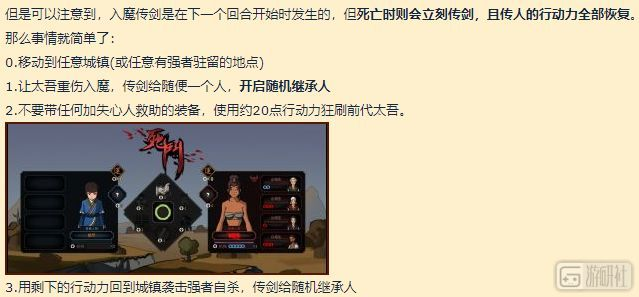 但是可以注意到，入魔传剑是在下一个回合开始时发生的，但死亡时则会立刻传剑，且传人的行动力全部恢复。
那么事情就简单了：
0.移动到任意城镇(或任意有强者驻留的地点)
1.让太吾重伤入魔，传剑给随便一个人，开启随机继承人
2.不要带任何加失心人救助的装备，使用约20点行动力狂刷前代太吾。
死鬥
3.用剩下的行动力回到城镇袭击强者自杀，传剑给随机继承人
游研社